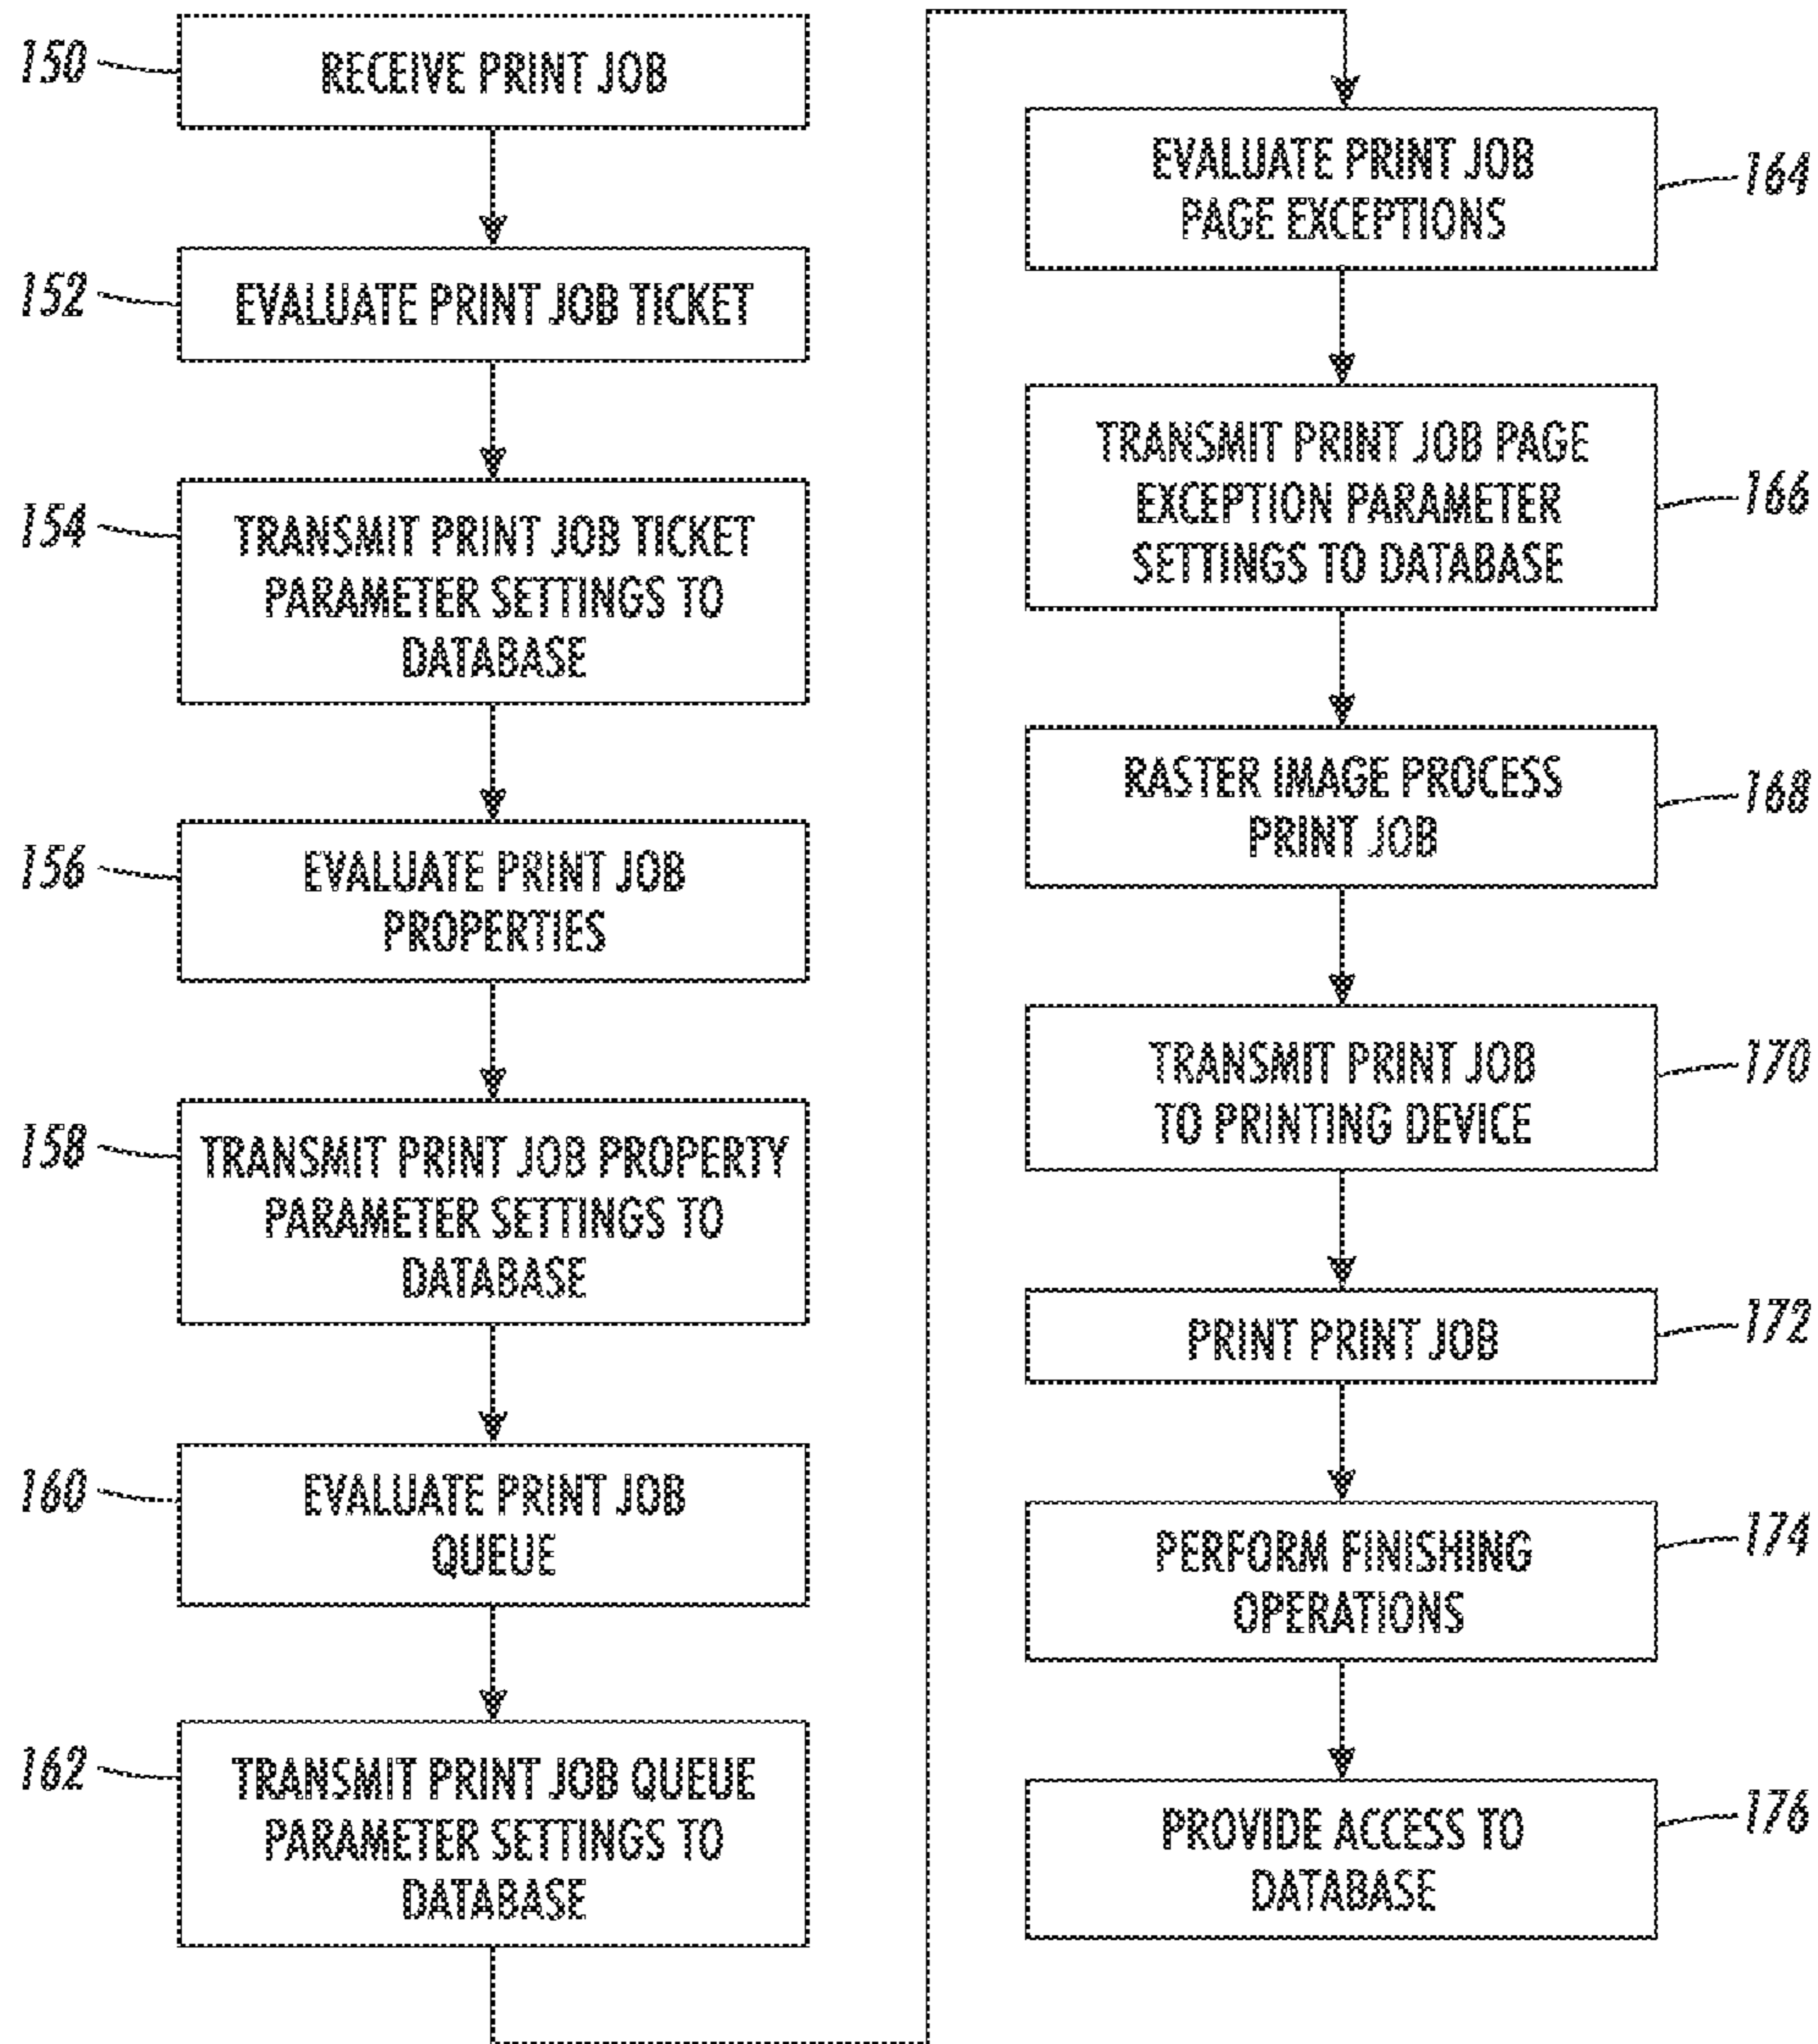 150
RECEIVE PRINT JOB
152
EVALUATE PRINT JOB TICKET
154
TRANSMIT PRINT JOB TICKET
PARAMETER SETTINGS TO
DATABASE
156
EVALUATE PRINT JOB
PROPERTIES
158
TRANSMIT PRINT JOB PROPERTY
PARAMETER SETTINGS TO
DATABASE
160
EVALUATE PRINT JOB
QUEUE
162
TRANSMIT PRINT JOB QUEUE
PARAMETER SETTINGS TO
DATABASE
EVALUATE PRINT JOB
PAGE EXCEPTIONS
164
TRANSMIT PRINT JOB PAGE
EXCEPTION PARAMETER
SETTINGS TO DATABASE
166
RASTER IMAGE PROCESS
PRINT JOB
168
TRANSMIT PRINT JOB
TO PRINTING DEVICE
170
PRINT PRINT JOB
172
PERFORM FINISHING
OPERATIONS
174
PROVIDE ACCESS TO
DATABASE
176